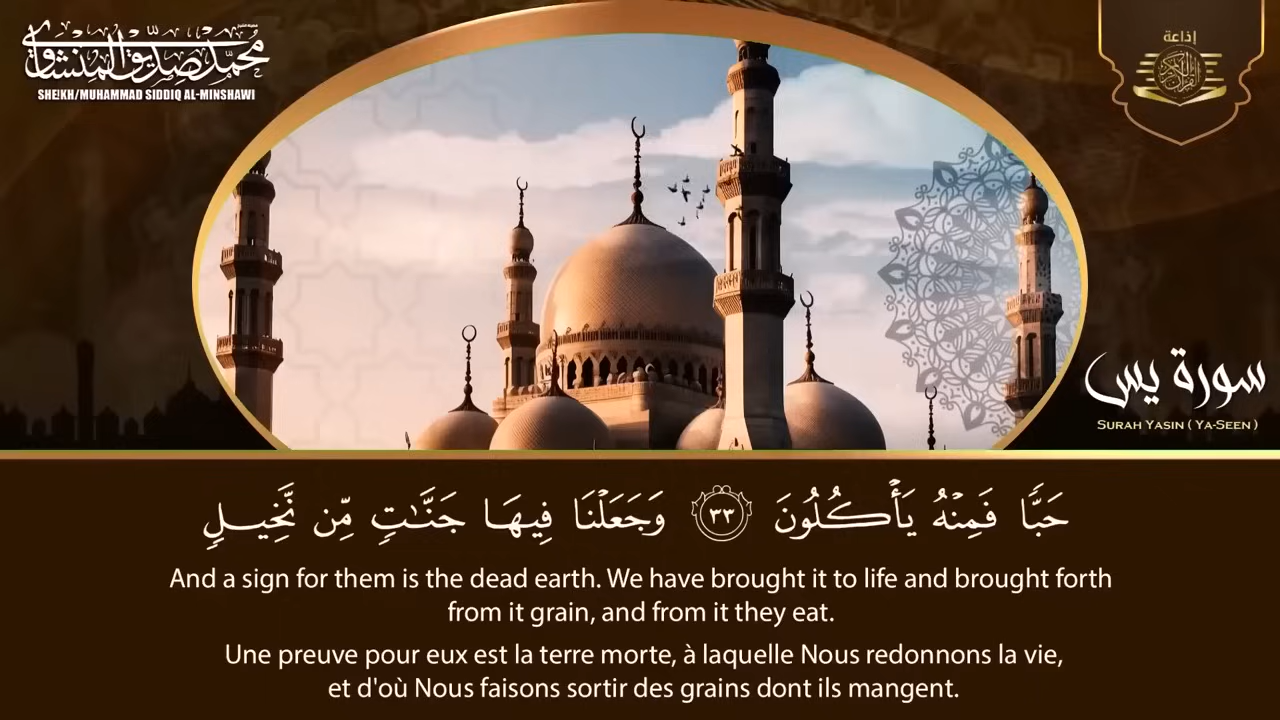 محمد صديق المنشاوي
SHEIKH/MUHAMMAD SIDDIQ AL-MINSHAWI
إذاعة
القرآن الكريم
سورة يس
SURAH YASIN ( YA-SEEN )
حَبًّا فَمِنْهُ يَأْكُلُونَ ٣٣ وَجَعَلْنَا فِيهَا جَنَّـٰتٍ مِّن نَّخِيلٍ
And a sign for them is the dead earth. We have brought it to life and brought forth
from it grain, and from it they eat.
Une preuve pour eux est la terre morte, à laquelle Nous redonnons la vie,
et d'où Nous faisons sortir des grains dont ils mangent.